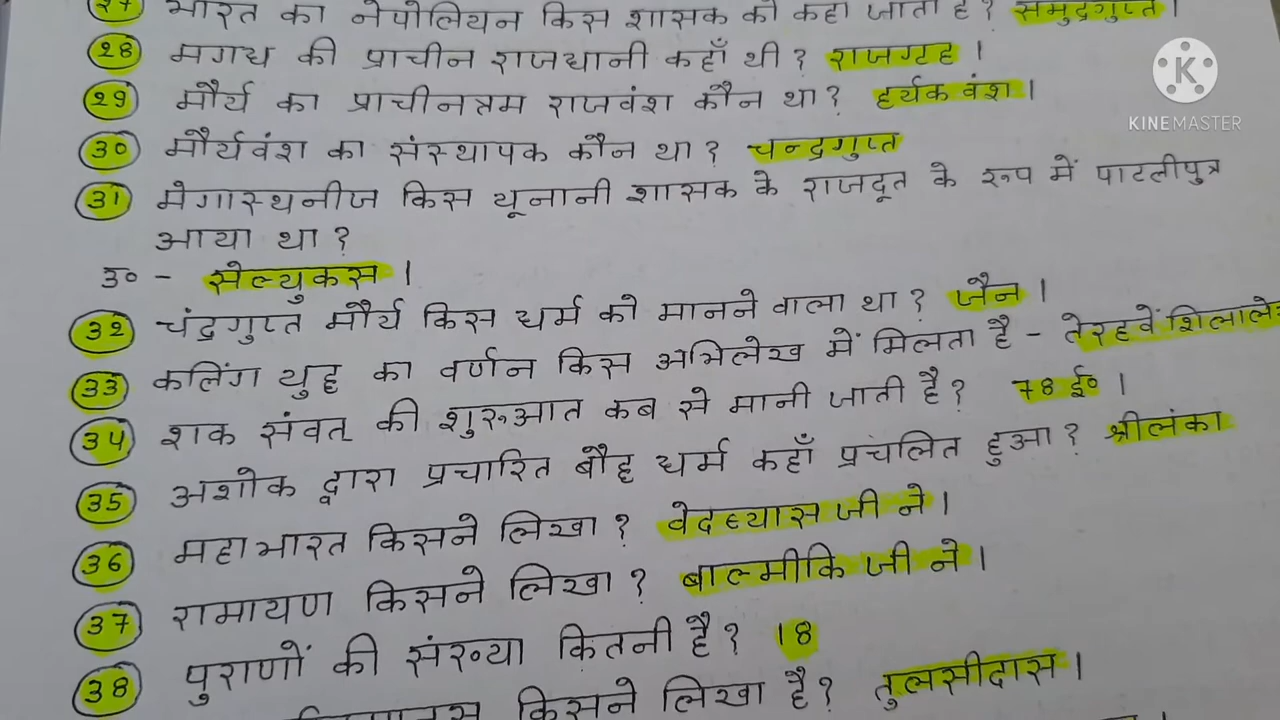 27 भारत का नेपोलियन किस शासक को कहा जाता है? समुद्रगुप्त।
28 मगध की प्राचीन राजधानी कहाँ थी? राजगृह ।
29 मौर्य का प्राचीनतम राजवंश कौन था? हर्यक वंश।
30 मौर्यवंश का संस्थापक कौन था? चन्द्रगुप्त
31 मेगास्थनीज किस यूनानी शासक के राजदूत के रूप में पाटलीपुत्र
आया था?
उ० - सेल्युकस ।
32 चंद्रगुप्त मौर्य किस धर्म को मानने वाला था? जैन ।
33 कलिंग युद्ध का वर्णन किस अभिलेख में मिलता है - तेरहवें शिलाले
34 शक संवत् की शुरुआत कब से मानी जाती है? 78 ई० ।
35 अशोक द्वारा प्रचारित बौद्ध धर्म कहाँ प्रचलित हुआ? श्रीलंका
36 महाभारत किसने लिखा? वेदव्यास जी ने।
37 रामायण किसने लिखा? बाल्मीकि जी ने।
38 पुराणों की संख्या कितनी है? 18
किसने लिखा है? तुलसीदास।
KINEMASTER